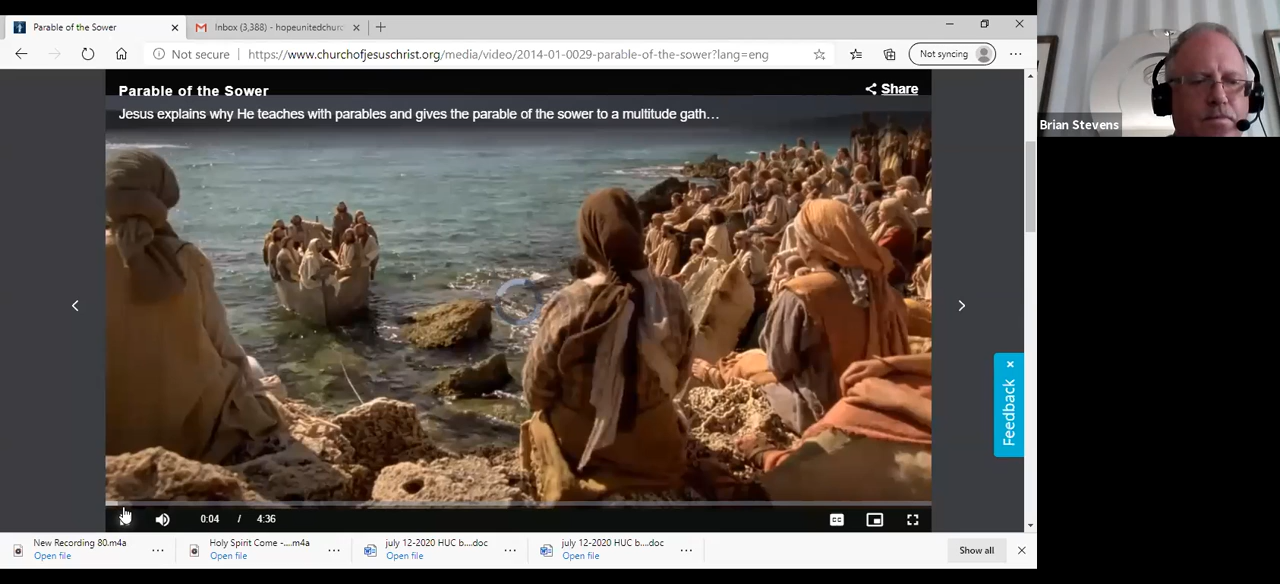 Parable of the Sower
Inbox (3,388) - hopeunitedchurc
Not secure
https://www.churchofjesuschrist.org/media/video/2014-01-0029-parable-of-the-sower?lang=eng
Not syncing
Parable of the Sower
Share
Jesus explains why He teaches with parables and gives the parable of the sower to a multitude gath…
Brian Stevens
Feedback
0:04 / 4:36
CC
New Recording 80.m4a
Open file
Holy Spirit Come -....m4a
Open file
july 12-2020 HUC b....doc
Open file
july 12-2020 HUC b....doc
Open file
Show all